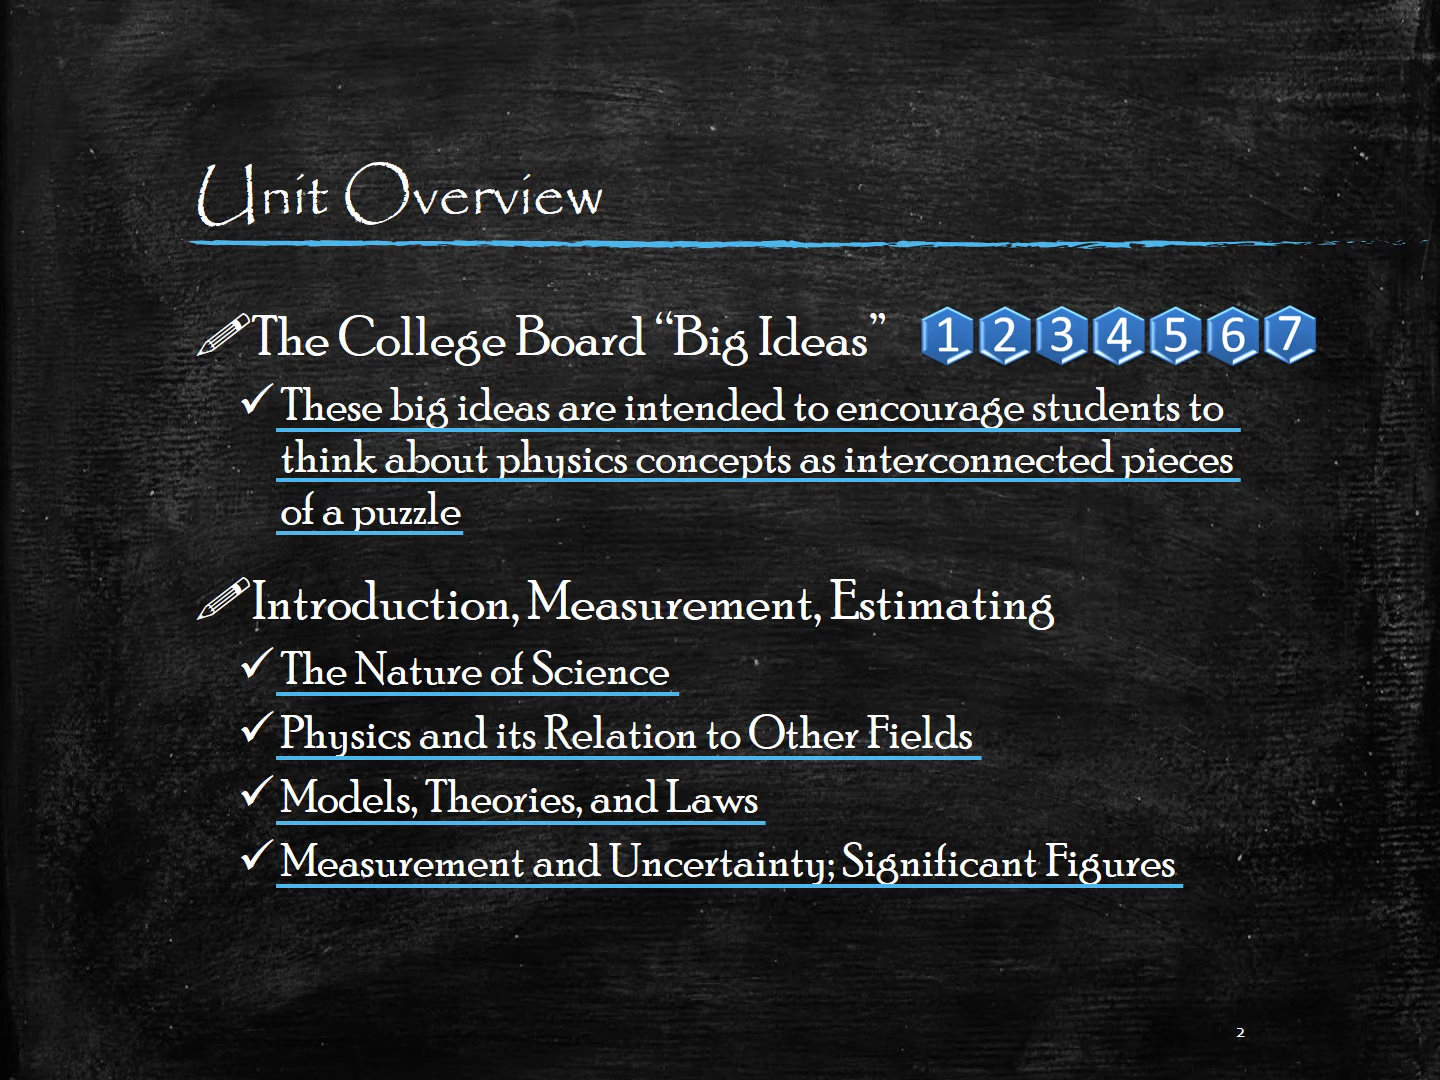 Unit Overview
The College Board “Big Ideas” 1 2 3 4 5 6 7
These big ideas are intended to encourage students to
think about physics concepts as interconnected pieces
of a puzzle
Introduction, Measurement, Estimating
The Nature of Science
Physics and its Relation to Other Fields
Models, Theories, and Laws
Measurement and Uncertainty; Significant Figures
2